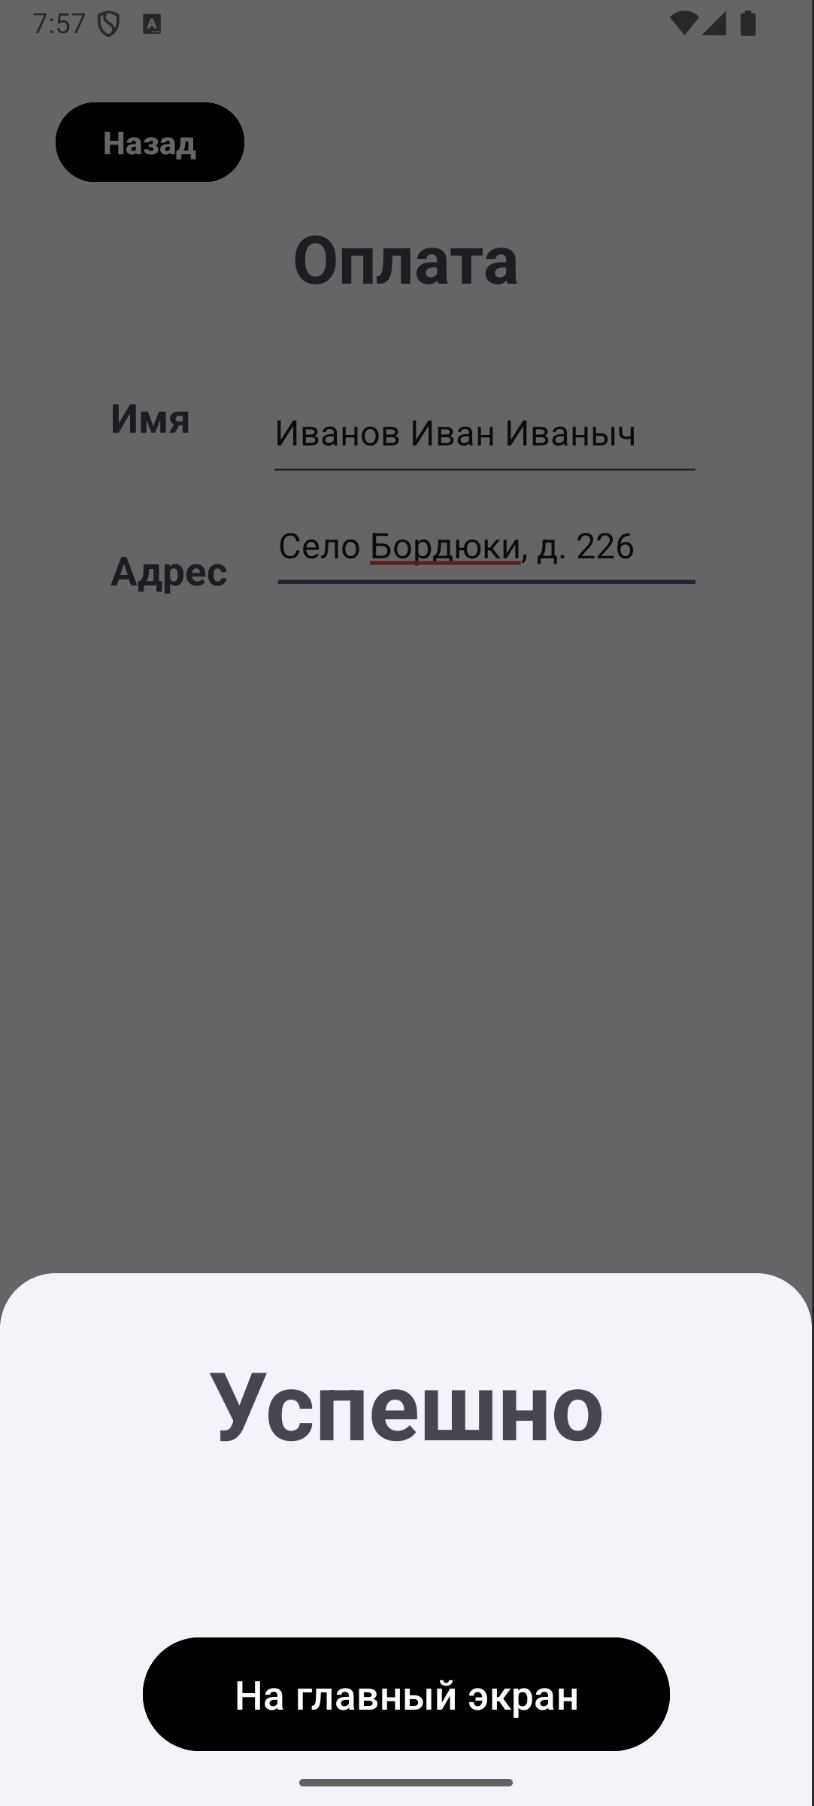 7:57
Назад
Оплата
Имя
Иванов Иван Иваныч
Адрес
Село Бордюки, д. 226
Успешно
На главный экран